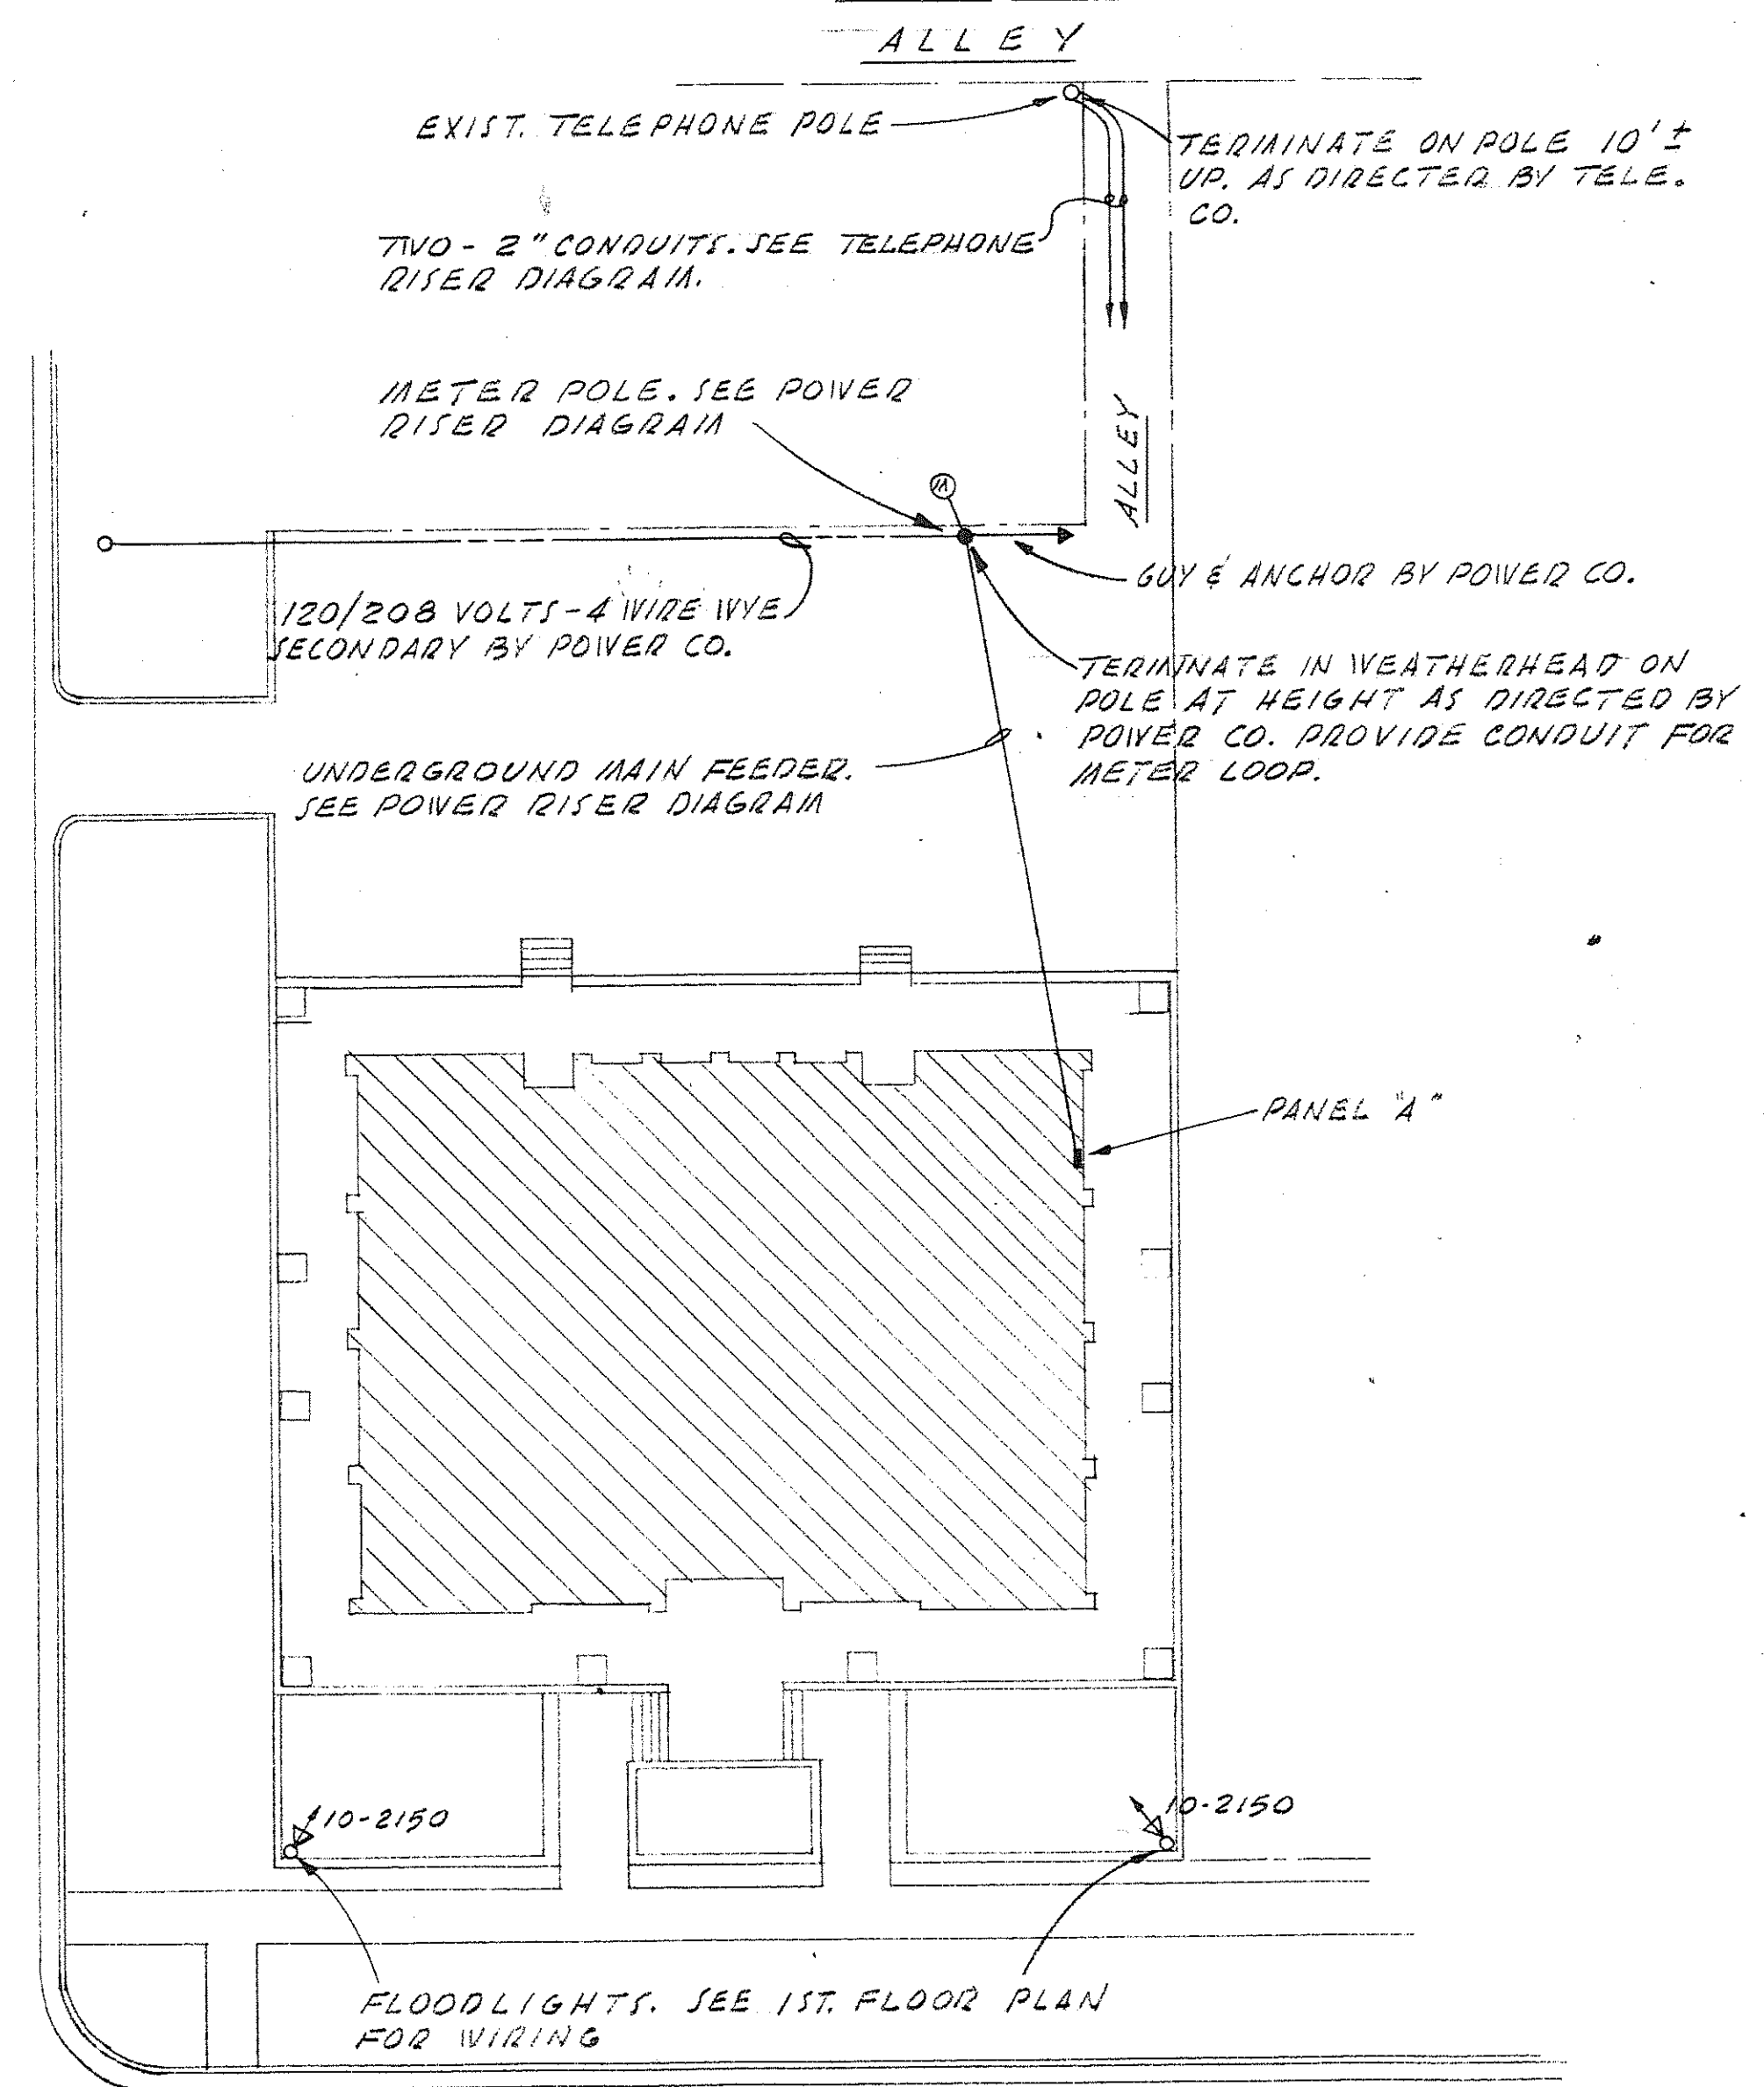 ALLEY
EXIST. TELEPHONE POLE
TERMINATE ON POLE 10'±
UP. AS DIRECTER BY TELE.
CO.
TWO - 2" CONDUITS. SEE TELEPHONE
RISER DIAGRAM.
METER POLE. SEE POWER
RISER DIAGRAM
ALLEY
M
GUY & ANCHOR BY POWER CO.
120/208 VOLTS - 4 WIRE WYE
SECONDARY BY POWER CO.
TERMINATE IN WEATHERHEAD ON
POLE AT HEIGHT AS DIRECTED BY
POWER CO. PROVIDE CONDUIT FOR
METER LOOP.
UNDERGROUND MAIN FEEDER.
SEE POWER RISER DIAGRAM
PANEL "A"
10-2150
10-2150
FLOODLIGHTS. SEE 1ST. FLOOR PLAN
FOR WIRING